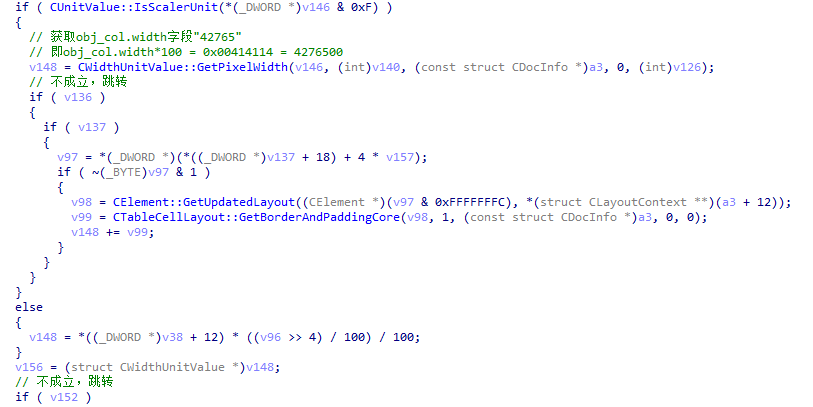 if ( CUnitValue::IsScalerUnit(*(_DWORD *)v146 & 0xF) )
{
// 获取obj_col.width字段"42765"
// 即obj_col.width*100 = 0x00414114 = 4276500
v148 = CWidthUnitValue::GetPixelWidth(v146, (int)v140, (const struct CDocInfo *)a3, 0, (int)v126);
// 不成立，跳转
if ( v136 )
{
if ( v137 )
{
v97 = *(_DWORD *)(*((_DWORD *)v137 + 18) + 4 * v157);
if ( ~(_BYTE)v97 & 1 )
{
v98 = CElement::GetUpdatedLayout((CElement *)(v97 & 0xFFFFFFFC), *(struct CLayoutContext **)(a3 + 12));
v99 = CTableCellLayout::GetBorderAndPaddingCore(v98, 1, (const struct CDocInfo *)a3, 0, 0);
v148 += v99;
}
}
}
}
else
{
v148 = *((_DWORD *)v38 + 12) * ((v96 >> 4) / 100) / 100;
}
v156 = (struct CWidthUnitValue *)v148;
// 不成立，跳转
if ( v152 )